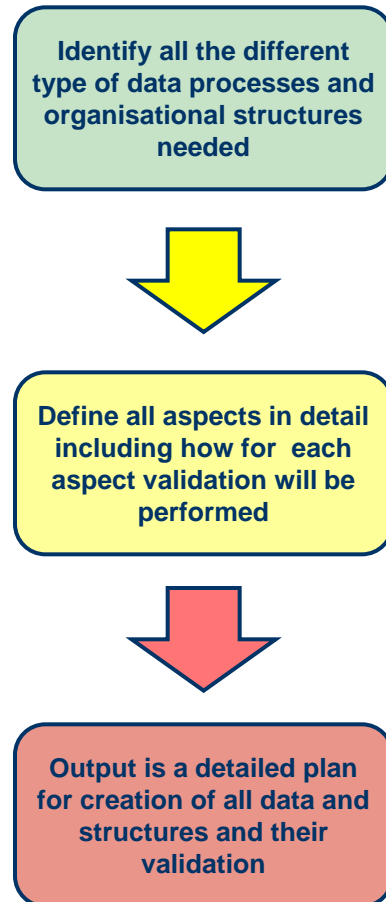 Identify all the different
type of data processes and
organisational structures
needed
Define all aspects in detail
including how for each
aspect validation will be
performed
Output is a detailed plan
for creation of all data and
structures and their
validation